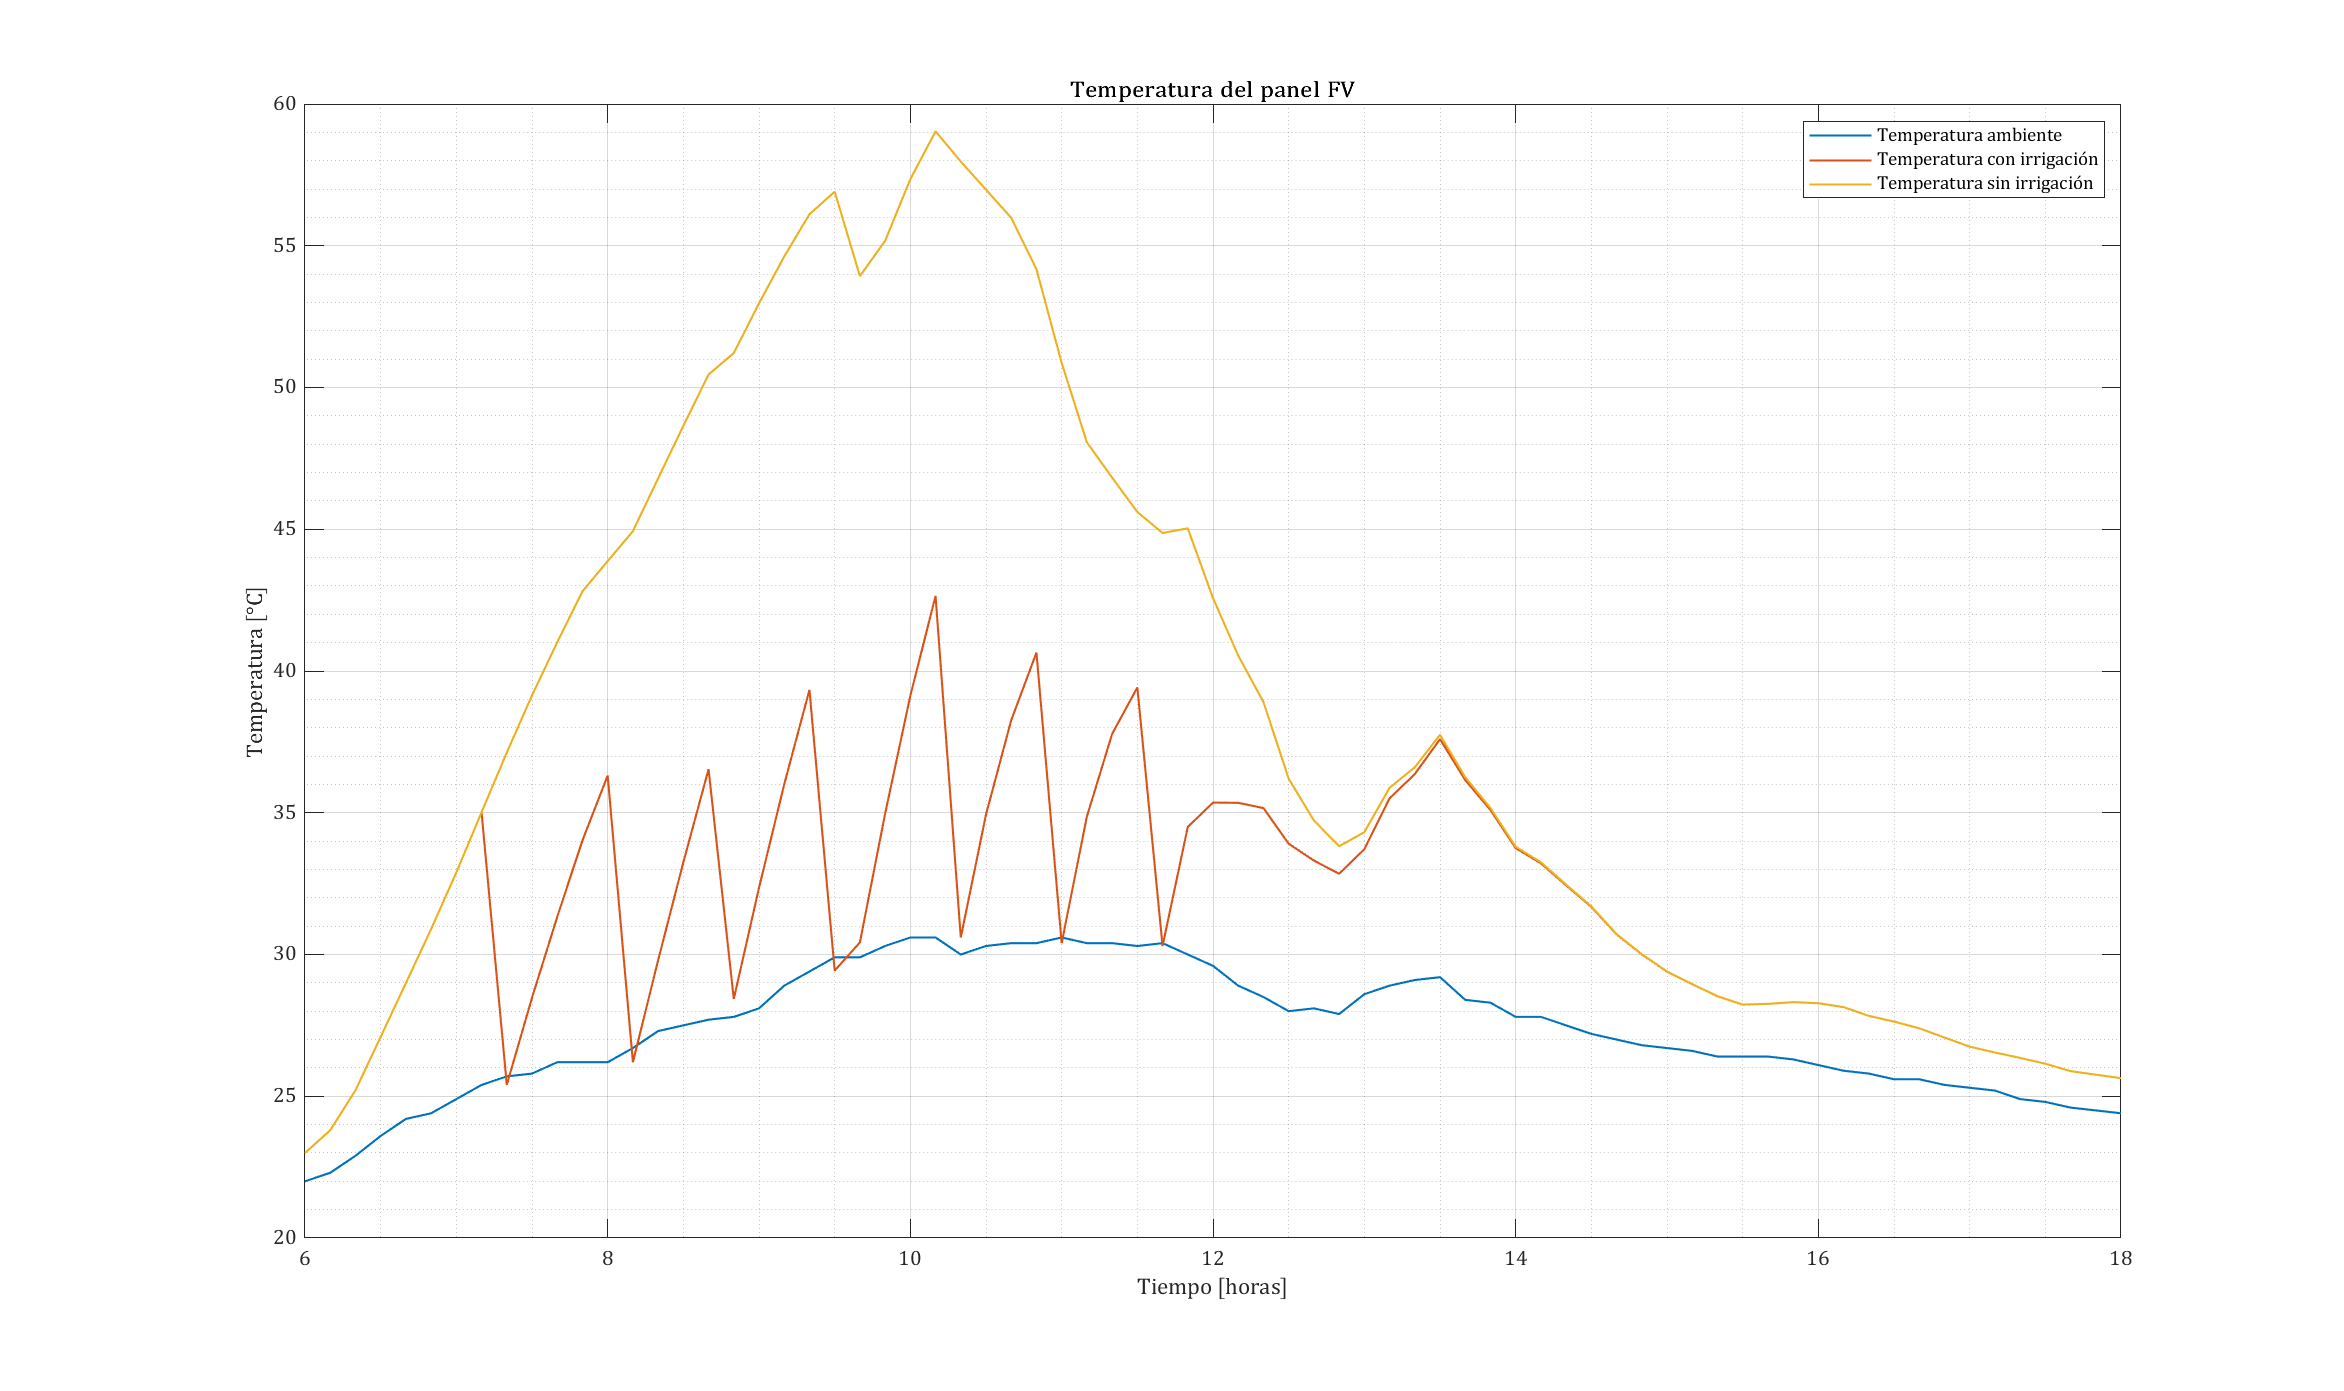 Temperatura del panel FV
60
55
50
45
40
35
30
25
20
Temperatura [°C]
Temperatura ambiente
Temperatura con irrigación
Temperatura sin irrigación
6 8 10 12 14 16 18
Tiempo [horas]